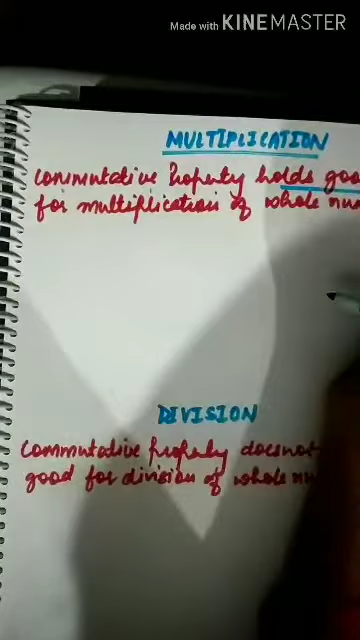 Made with KINEMASTER
MULTIPLICATION
Commutative Property holds
for multiplication of whole
DIVISION
Commutative Property doesnot
good for division of whole